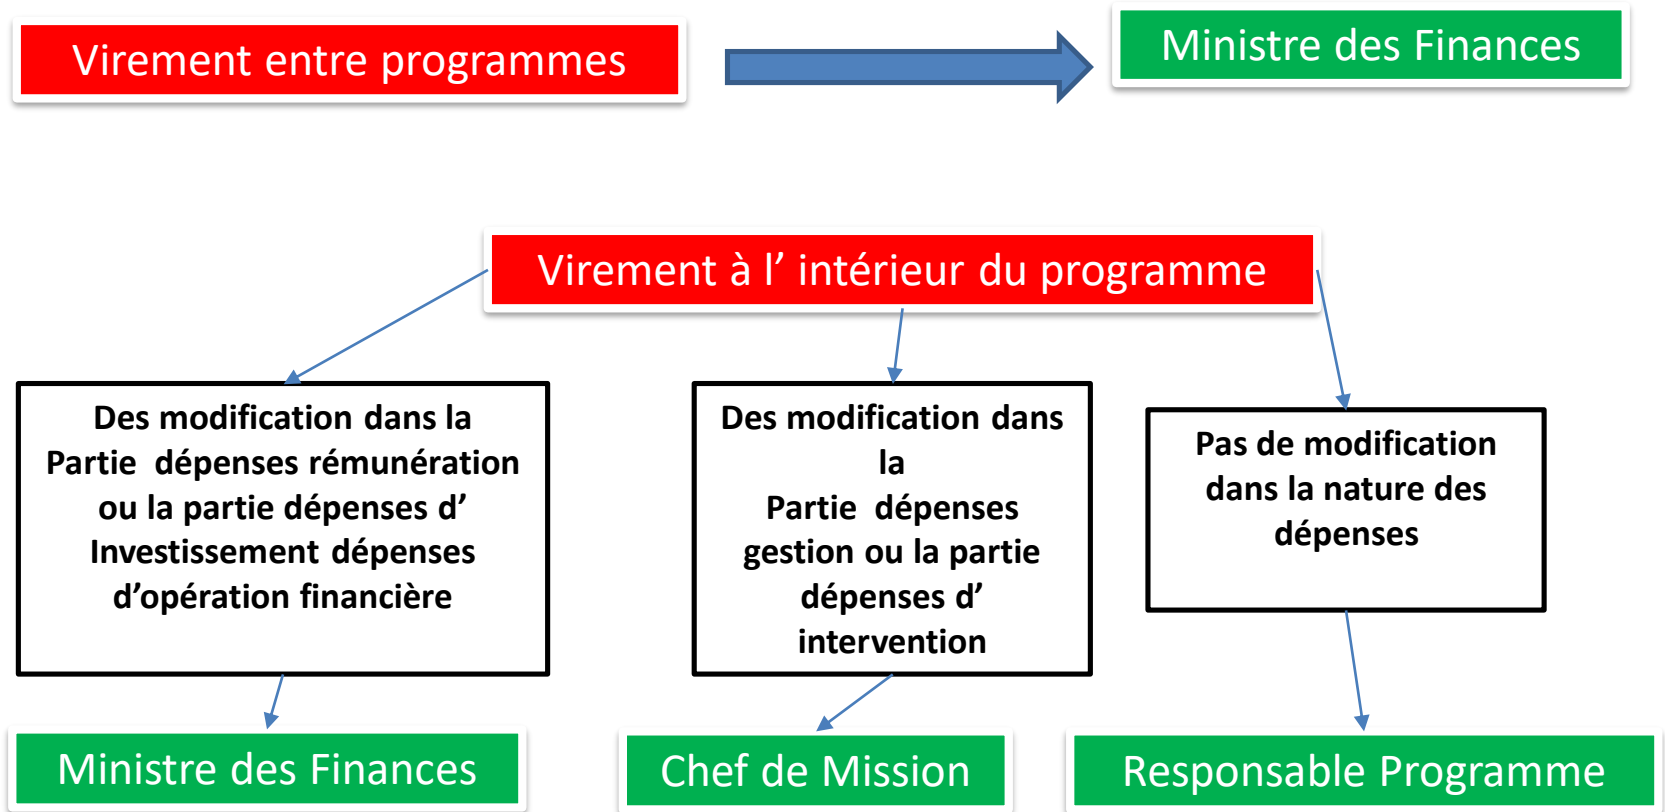 Virement entre programmes
Ministre des Finances
Virement à l’ intérieur du programme
Des modification dans la
Partie dépenses rémunération
ou la partie dépenses d’
Investissement dépenses
d’opération financière
Des modification dans
la
Partie dépenses
gestion ou la partie
dépenses d’
intervention
Pas de modification
dans la nature des
dépenses
Ministre des Finances
Chef de Mission
Responsable Programme